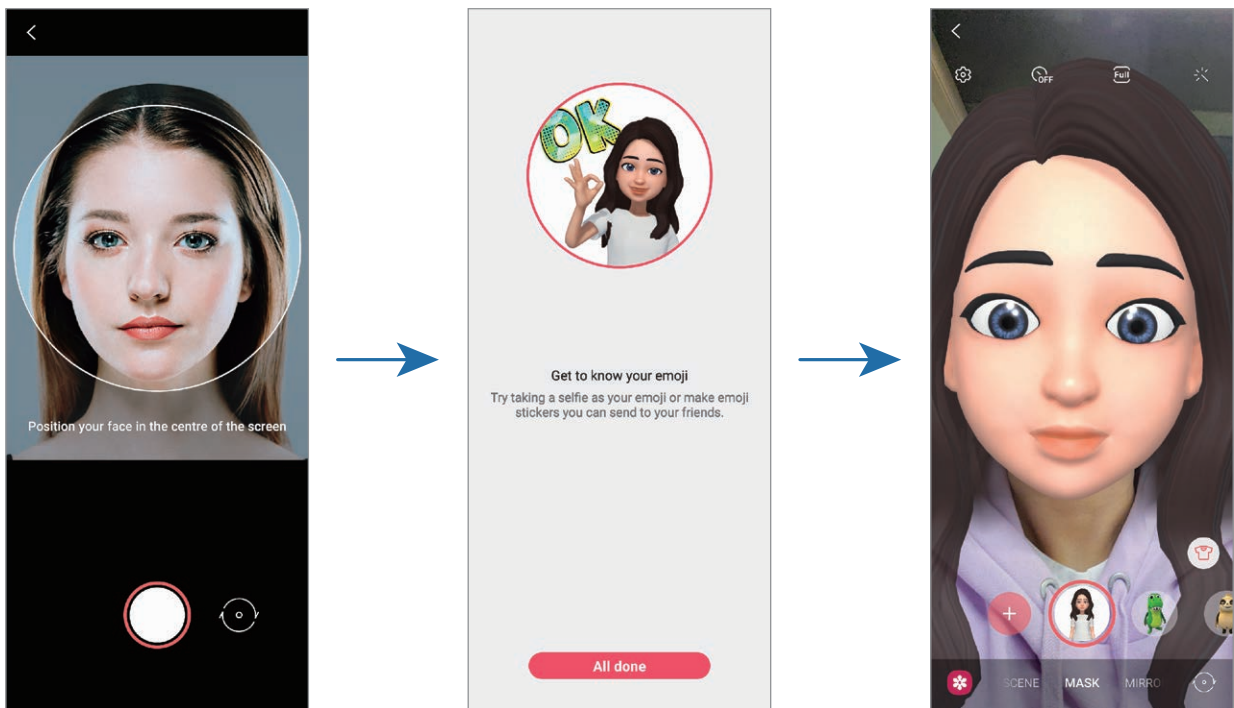 Position your face in the centre of the screen
OK
Get to know your emoji
Try taking a selfie as your emoji or make emoji
stickers you can send to your friends.
All done
OFF
Full
SCENE MASK MIRRO